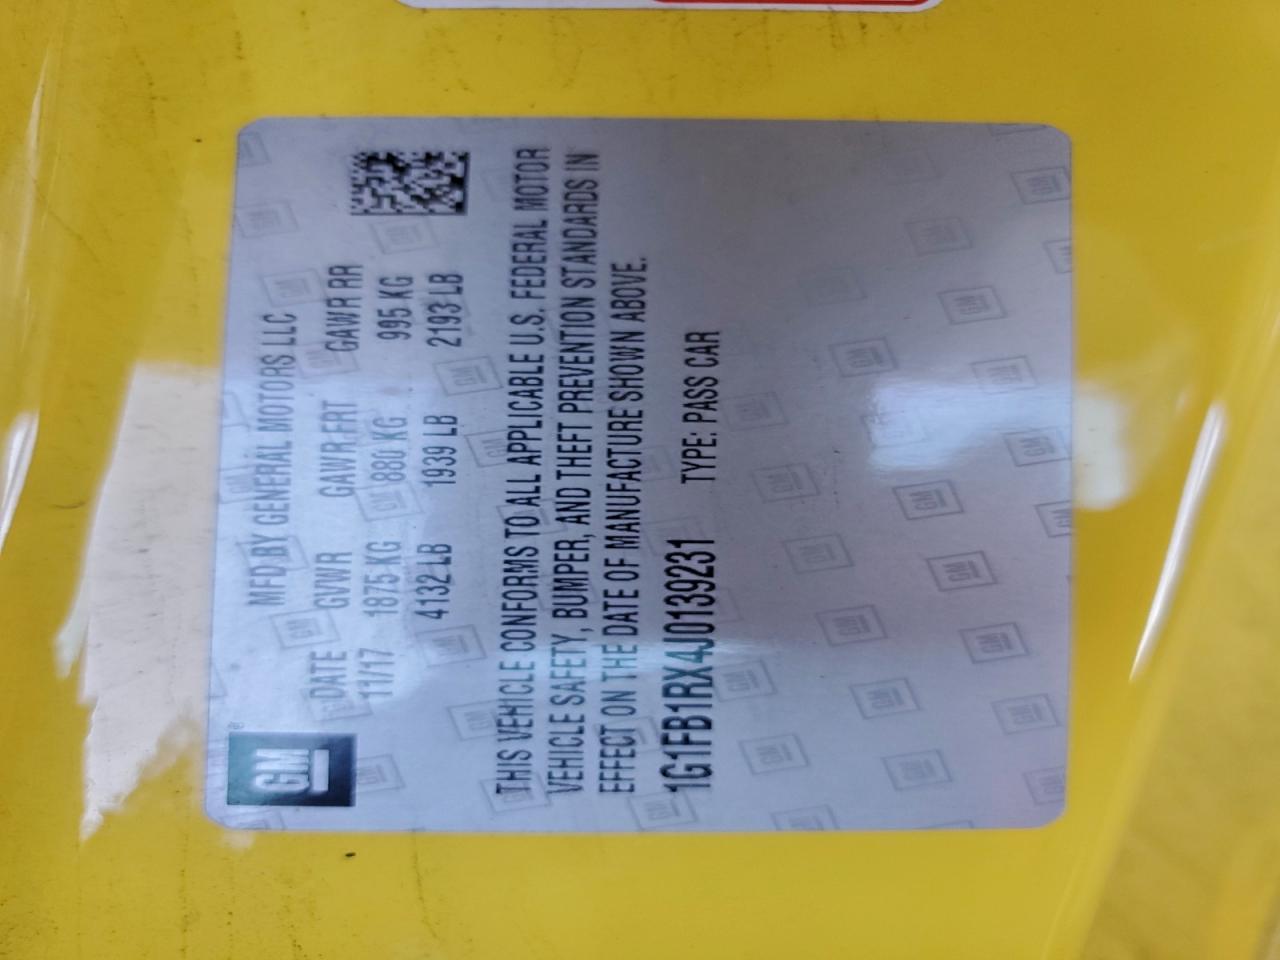 GM
MFD BY GENERAL MOTORS LLC
DATE GVWR GAWR FRT GAWR RR
11/17 1875 KG 880 KG 995 KG
4132 LB 1939 LB 2193 LB
THIS VEHICLE CONFORMS TO ALL APPLICABLE U.S. FEDERAL MOTOR
VEHICLE SAFETY, BUMPER, AND THEFT PREVENTION STANDARDS IN
EFFECT ON THE DATE OF MANUFACTURE SHOWN ABOVE.
1G1FB1RX4J0139231 TYPE: PASS CAR